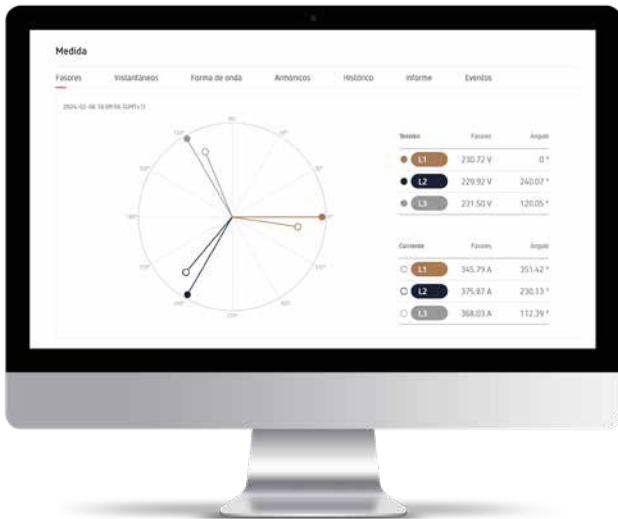 Medida
Fasores Instantáneos Forma de onda Armónicos Histórico Informe Eventos
Tensión Fasores Ángulo
L1 230.72 V 0 °
L2 229.92 V 240.07 °
L3 231.50 V 120.05 °
Corriente Fasores Ángulo
L1 345.79 A 351.42 °
L2 375.87 A 230.13 °
L3 368.03 A 112.39 °